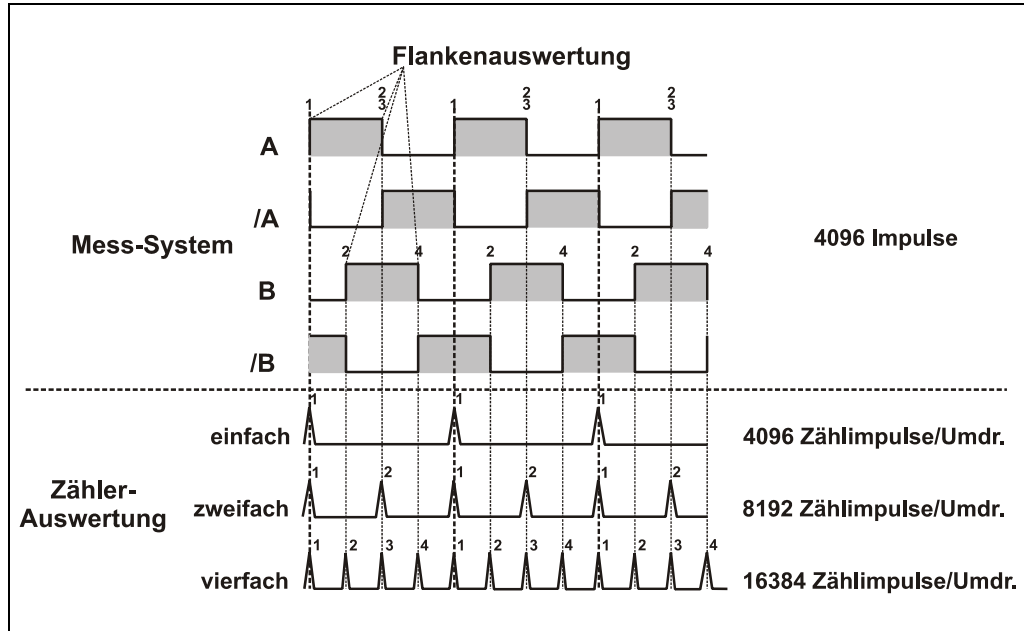 Flankenauswertung
1 2 3 1 2 3 1 2 3
A
/A
Mess-System
4096 Impulse
2 4 2 4 2 4
B
/B
1 1 1
einfach
4096 Zählimpulse/Umdr.
1 2 1 2 1 2
Zähler-
Auswertung
zweifach
8192 Zählimpulse/Umdr.
1 2 3 4 1 2 3 4 1 2 3 4
vierfach
16384 Zählimpulse/Umdr.